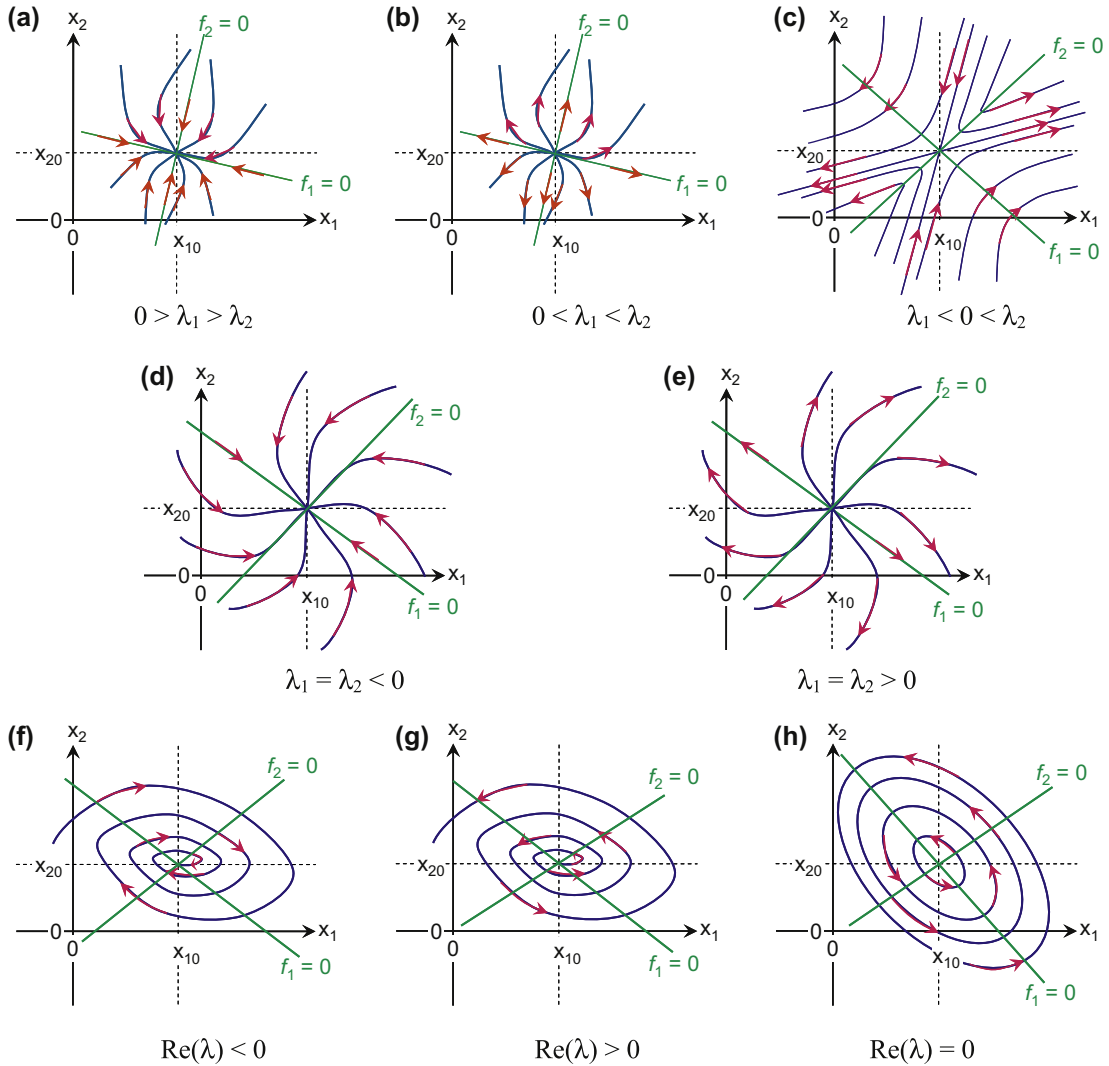 (a)
x2
f2 = 0
x20
f1 = 0
0
x1
0
x10
0 > λ1 > λ2
(b)
x2
f2 = 0
x20
f1 = 0
0
x1
0
x10
0 < λ1 < λ2
(c)
x2
f2 = 0
x20
0
x1
0
x10
f1 = 0
λ1 < 0 < λ2
(d)
x2
f2 = 0
x20
0
x1
0
x10
f1 = 0
λ1 = λ2 < 0
(e)
x2
f2 = 0
x20
0
x1
0
x10
f1 = 0
λ1 = λ2 > 0
(f)
x2
f2 = 0
x20
0
x1
0
x10
f1 = 0
Re(λ) < 0
(g)
x2
f2 = 0
x20
0
x1
0
x10
f1 = 0
Re(λ) > 0
(h)
x2
f2 = 0
x20
0
x1
0
x10
f1 = 0
Re(λ) = 0